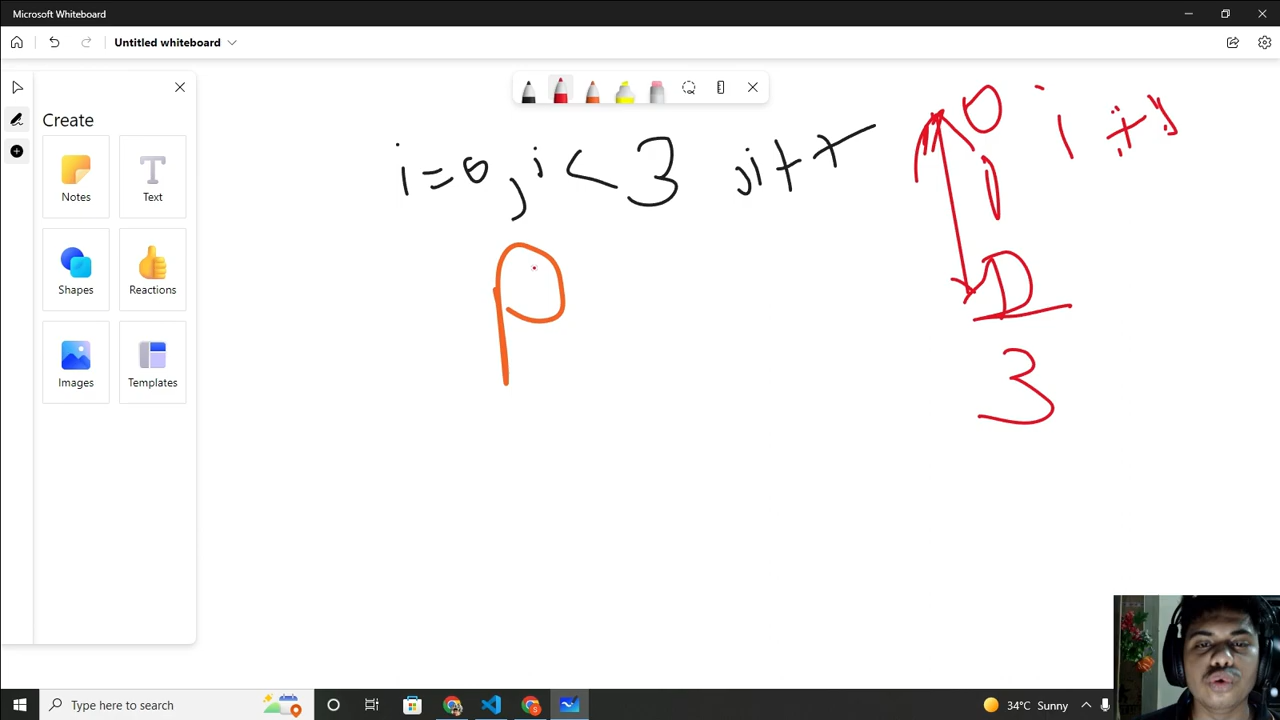 Microsoft Whiteboard
Untitled whiteboard
Create
Notes
Text
Shapes
Reactions
Images
Templates
i=0, i<3 ;i++
0 i ++
1
3
P
Type here to search
34°C Sunny